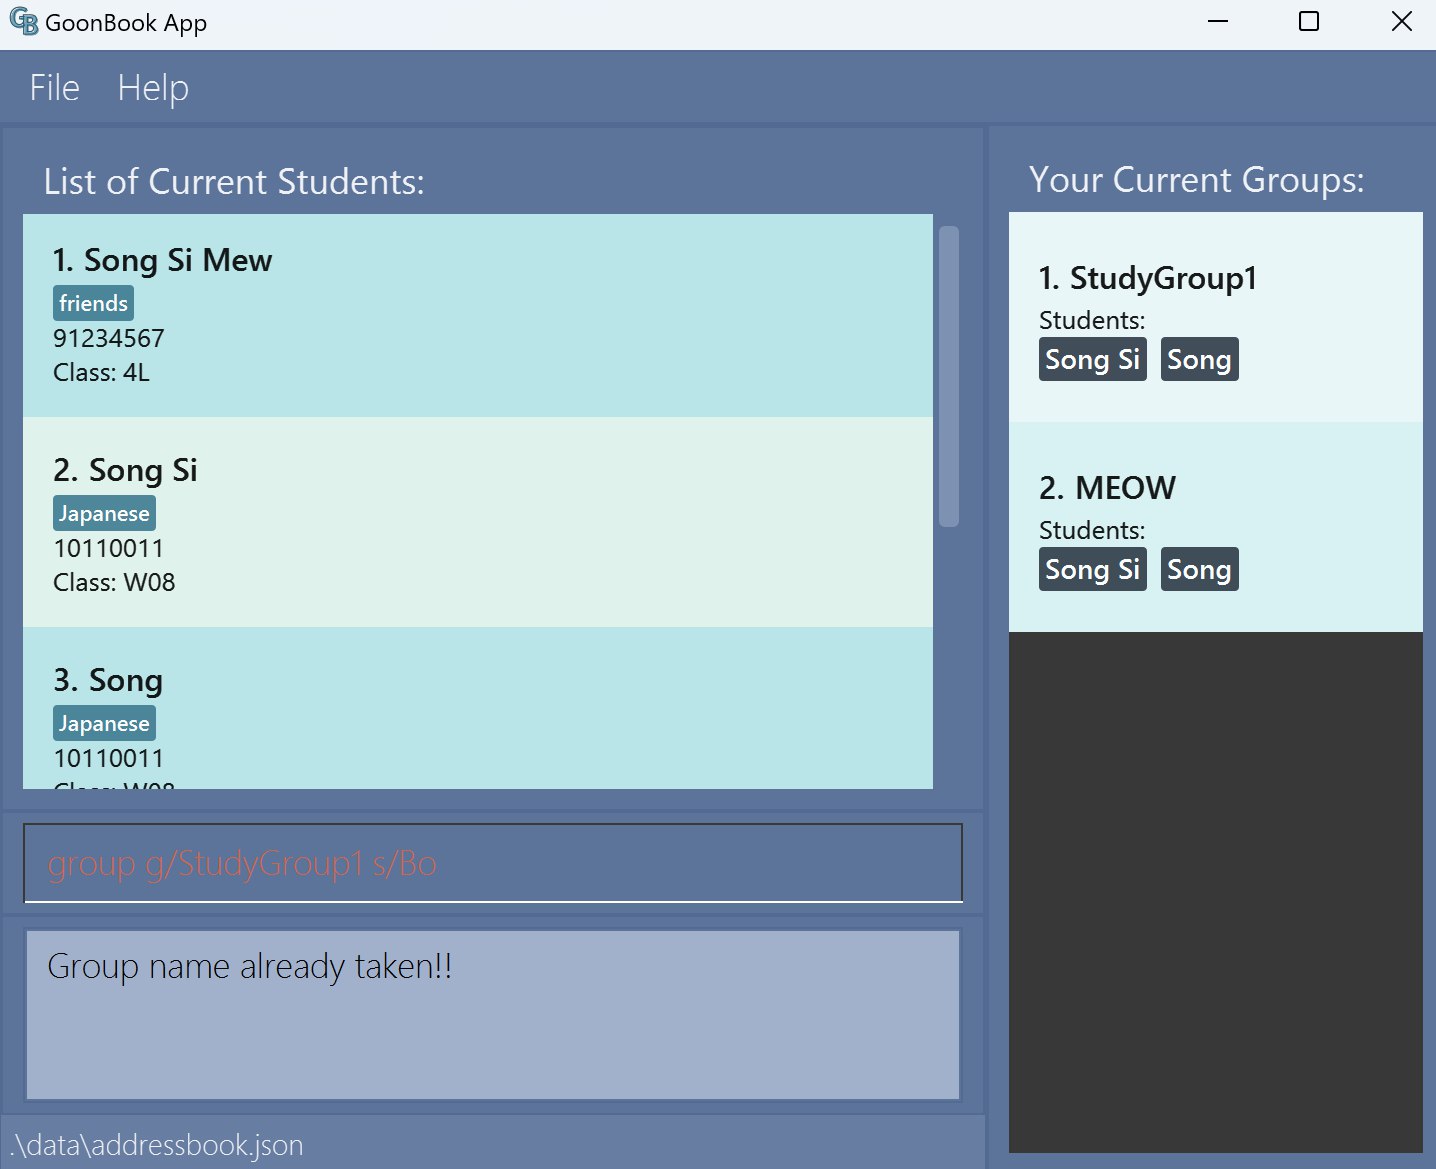 GB GoonBook App
File Help
List of Current Students:
1. Song Si Mew
friends
91234567
Class: 4L
2. Song Si
Japanese
10110011
Class: W08
3. Song
Japanese
10110011
Class: W08
group g/StudyGroup1 s/Bo
Group name already taken!!
.\data\addressbook.json
Your Current Groups:
1. StudyGroup1
Students:
Song Si Song
2. MEOW
Students:
Song Si Song